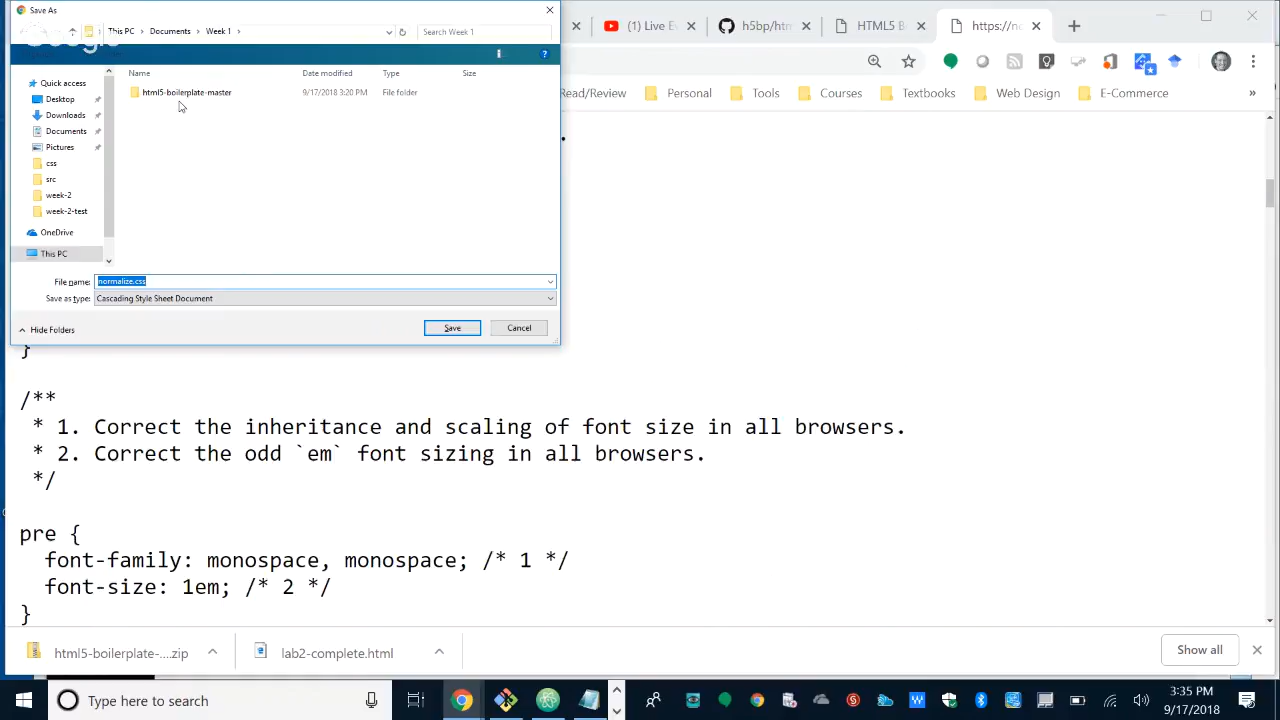 Save As
This PC > Documents > Week 1 >
Search Week 1
Google
Name
Date modified
Type
Size
Quick access
Desktop
Downloads
Documents
Pictures
css
src
week-2
week-2-test
OneDrive
This PC
html5-boilerplate-master
9/17/2018 3:20 PM
File folder
File name:
normalize.css
Save as type:
Cascading Style Sheet Document
Hide Folders
Save
Cancel
(1) Live E
h5bp/htm
HTML5 B
https://no
Read/Review
Personal
Tools
Courses
Textbooks
Web Design
E-Commerce
»
.
}
/**
* 1. Correct the inheritance and scaling of font size in all browsers.
* 2. Correct the odd `em` font sizing in all browsers.
*/
pre {
font-family: monospace, monospace; /* 1 */
font-size: 1em; /* 2 */
}
html5-boilerplate-....zip
lab2-complete.html
Show all
Type here to search
3:35 PM
9/17/2018